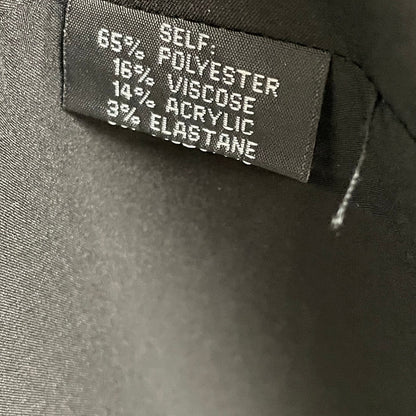 SELF:
65% POLYESTER
16% VISCOSE
14% ACRYLIC
3% ELASTANE